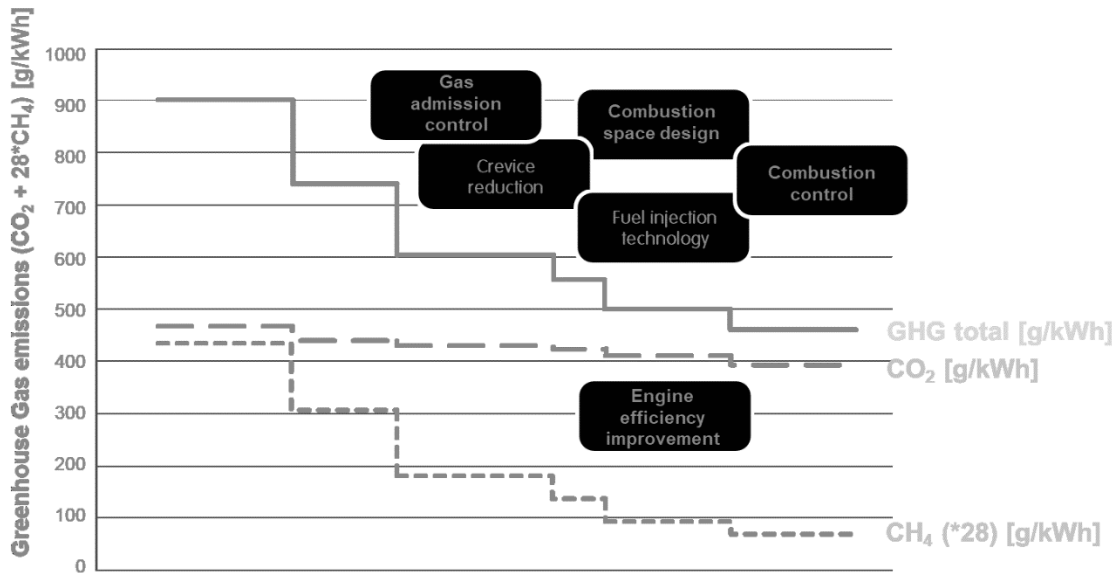 Greenhouse Gas emissions (CO₂ + 28*CH₄) [g/kWh]
1000
900
800
700
600
500
400
300
200
100
0
Gas
admission
control
Combustion
space design
Crevice
reduction
Combustion
control
Fuel injection
technology
GHG total [g/kWh]
CO₂ [g/kWh]
Engine
efficiency
improvement
CH₄ (*28) [g/kWh]